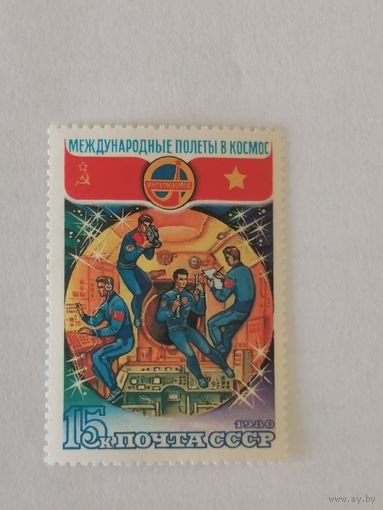 МЕЖДУНАРОДНЫЕ ПОЛЕТЫ В КОСМОС
ИНТЕРКОСМОС
1980
15к ПОЧТА СССР
www.ay.by